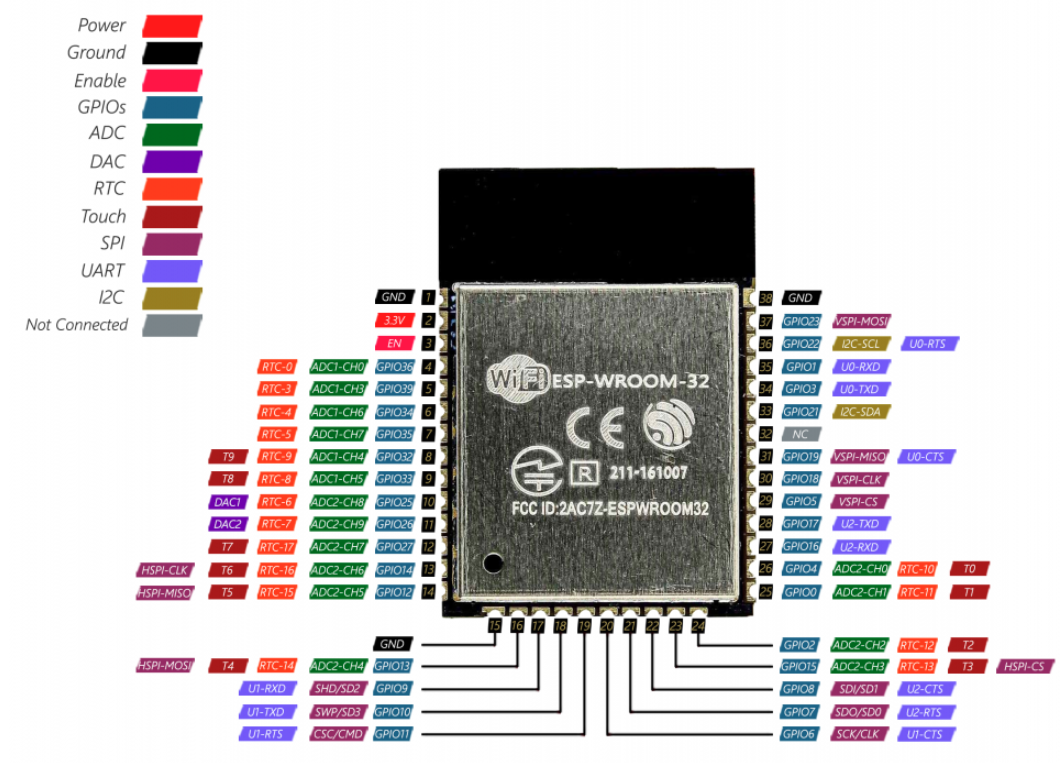 Power
Ground
Enable
GPIOs
ADC
DAC
RTC
Touch
SPI
UART
I2C
Not Connected
GND 1
3.3V 2
EN 3
RTC-0 ADC1-CH0 GPIO36 4
RTC-3 ADC1-CH3 GPIO39 5
RTC-4 ADC1-CH6 GPIO34 6
RTC-5 ADC1-CH7 GPIO35 7
T9 RTC-9 ADC1-CH4 GPIO32 8
T8 RTC-8 ADC1-CH5 GPIO33 9
DAC1 RTC-6 ADC2-CH8 GPIO25 10
DAC2 RTC-7 ADC2-CH9 GPIO26 11
T7 RTC-17 ADC2-CH7 GPIO27 12
HSPI-CLK T6 RTC-16 ADC2-CH6 GPIO14 13
HSPI-MISO T5 RTC-15 ADC2-CH5 GPIO12 14
WiFi ESP-WROOM-32
CE
R 211-161007
FCC ID:2AC7Z-ESPWROOM32
38 GND
37 GPIO23 VSPI-MOSI
36 GPIO22 I2C-SCL U0-RTS
35 GPIO1 U0-RXD
34 GPIO3 U0-TXD
33 GPIO21 I2C-SDA
32 NC
31 GPIO19 VSPI-MISO U0-CTS
30 GPIO18 VSPI-CLK
29 GPIO5 VSPI-CS
28 GPIO17 U2-TXD
27 GPIO16 U2-RXD
26 GPIO4 ADC2-CH0 RTC-10 T0
25 GPIO0 ADC2-CH1 RTC-11 T1
15 16 17 18 19 20 21 22 23 24
GND
HSPI-MOSI T4 RTC-14 ADC2-CH4 GPIO13
U1-RXD SHD/SD2 GPIO9
U1-TXD SWP/SD3 GPIO10
U1-RTS CSC/CMD GPIO11
GPIO2 ADC2-CH2 RTC-12 T2
GPIO15 ADC2-CH3 RTC-13 T3 HSPI-CS
GPIO8 SDI/SD1 U2-CTS
GPIO7 SDO/SD0 U2-RTS
GPIO6 SCK/CLK U1-CTS